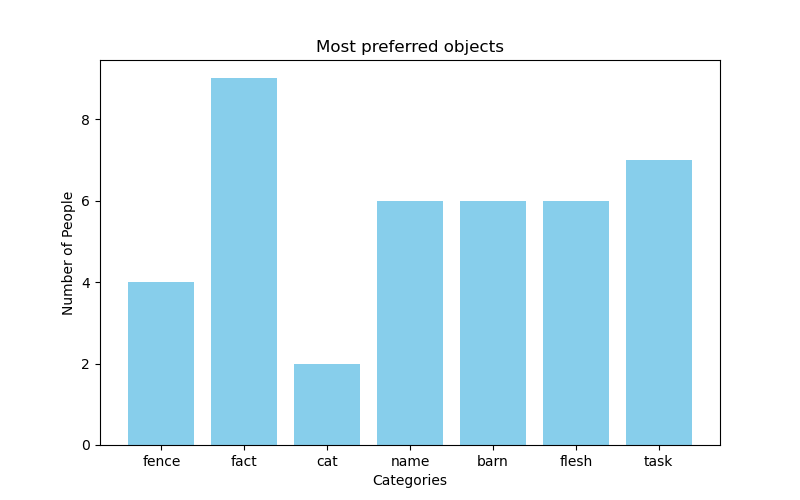 Most preferred objects
Number of People
8
6
4
2
0
fence fact cat name barn flesh task
Categories